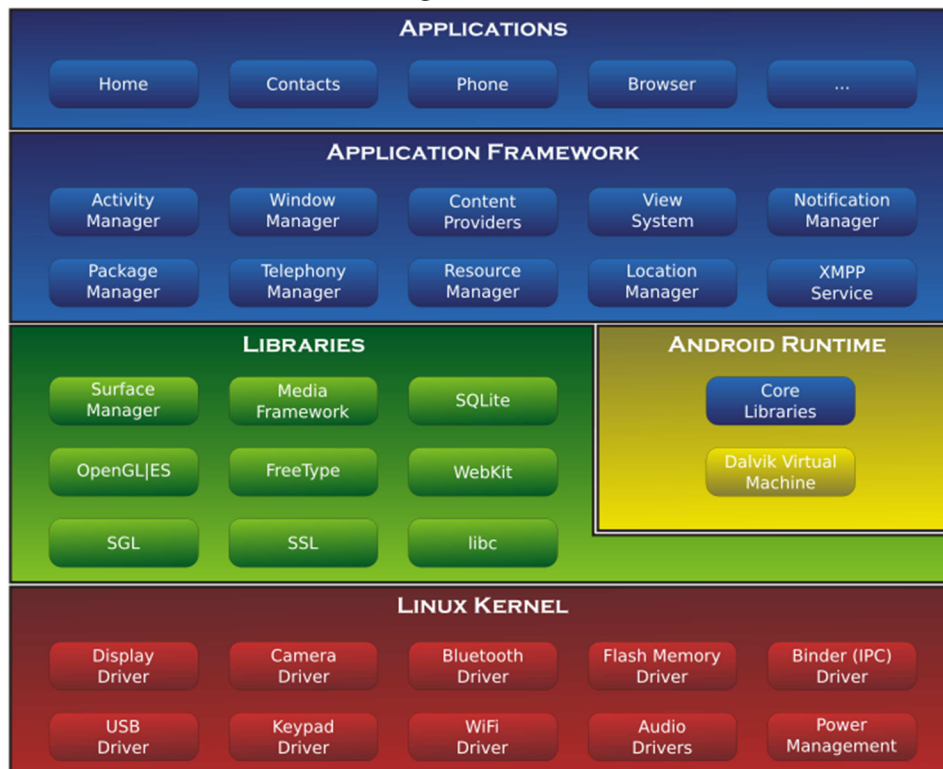 APPLICATIONS
Home
Contacts
Phone
Browser
...
APPLICATION FRAMEWORK
Activity
Manager
Window
Manager
Content
Providers
View
System
Notification
Manager
Package
Manager
Telephony
Manager
Resource
Manager
Location
Manager
XMPP
Service
LIBRARIES
Surface
Manager
Media
Framework
SQLite
OpenGL|ES
FreeType
WebKit
SGL
SSL
libc
ANDROID RUNTIME
Core
Libraries
Dalvik Virtual
Machine
LINUX KERNEL
Display
Driver
Camera
Driver
Bluetooth
Driver
Flash Memory
Driver
Binder (IPC)
Driver
USB
Driver
Keypad
Driver
WiFi
Driver
Audio
Drivers
Power
Management